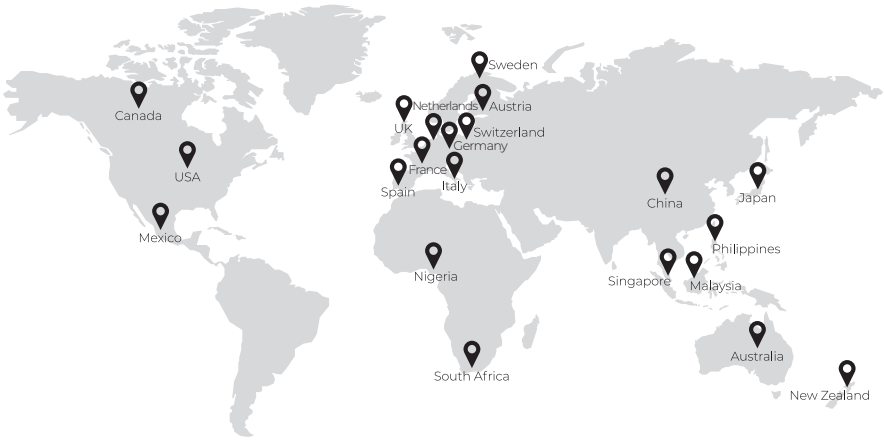 Sweden
Canada
Netherlands
Austria
UK
Switzerland
Germany
France
USA
Italy
Spain
China
Japan
Mexico
Philippines
Nigeria
Singapore
Malaysia
Australia
South Africa
New Zealand